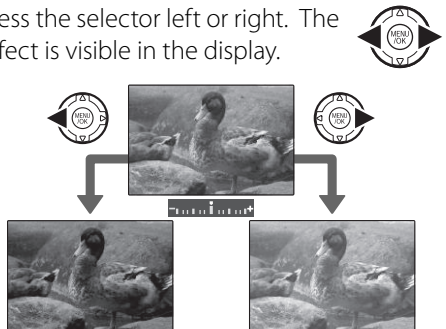 ess the selector left or right. The
fect is visible in the display.
MENU
/OK
MENU
/OK
MENU
/OK
- i +